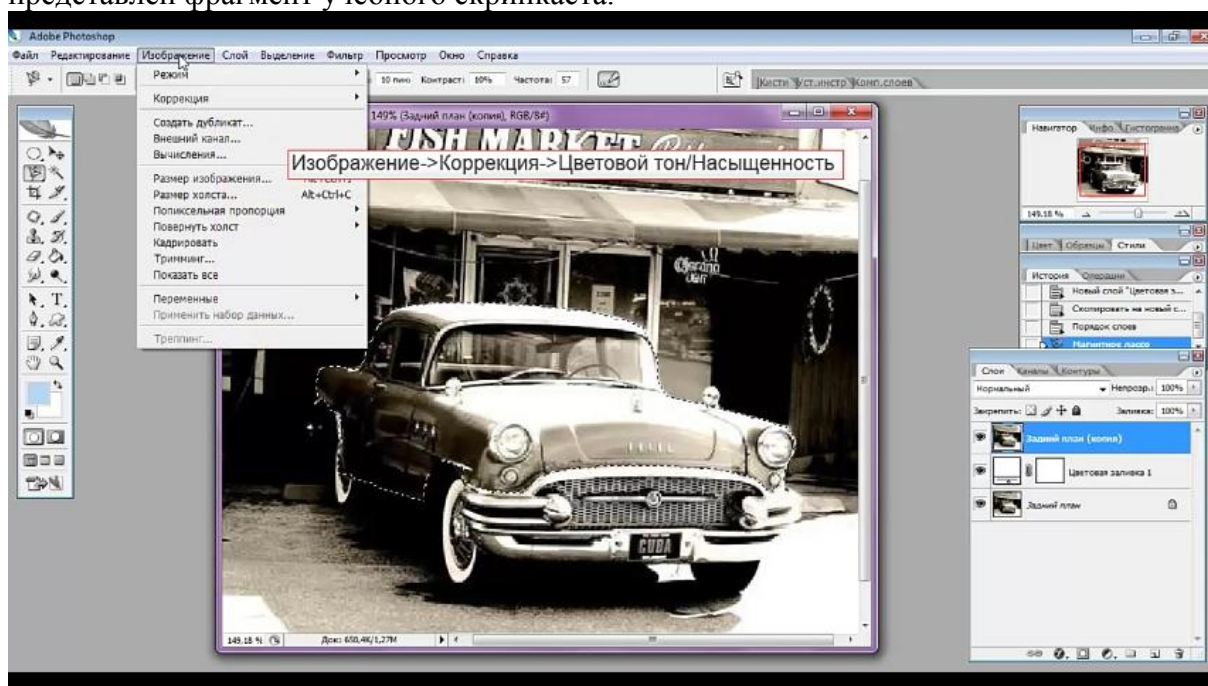 представлен фрагмент учебного скринкаста.
Adobe Photoshop
Файл Редактирование Изображение Слой Выделение Фильтр Просмотр Окно Справка
10 пикс Контраст: 10% Частота: 57
Кисти Уст.инстр Комп.слоев
Режим
Коррекция
Создать дубликат...
Внешний канал...
Вычисления...
Размер изображения...
Размер холста... Alt+Ctrl+C
Попиксельная пропорция
Повернуть холст
Кадрировать
Тримминг...
Показать все
Переменные
Применить набор данных...
Треппинг...
149% (Задний план (копия), RGB/8#)
FISH MARKET
Изображение->Коррекция->Цветовой тон/Насыщенность
CUBA
149,18 % Док: 650,4K/1,27M
Навигатор Инфо Гистограмма
149.18 %
Цвет Образцы Стили
История Операции
Новый слой "Цветовая з...
Скопировать на новый с...
Порядок слоев
Магнитное лассо
Слои Каналы Контуры
Нормальный Непрозр.: 100%
Закрепить: Заливка: 100%
Задний план (копия)
Цветовая заливка 1
Задний план